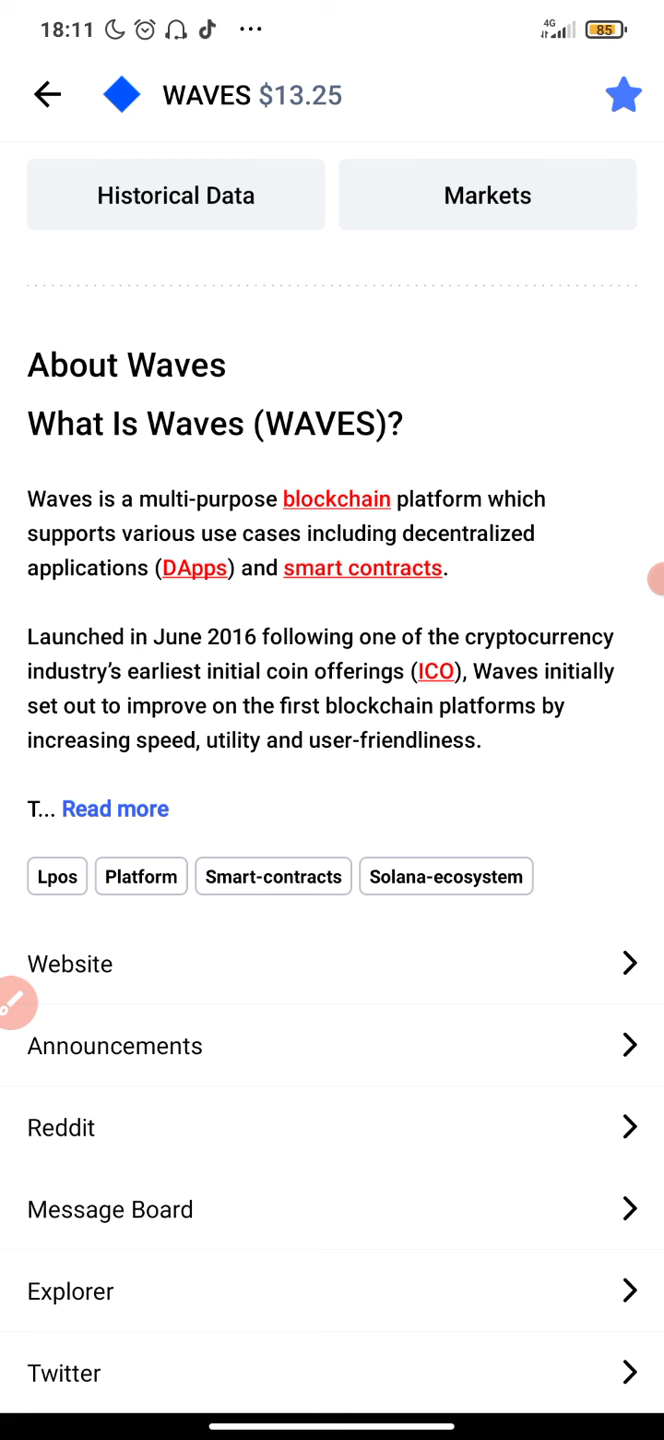 18:11 ... 4G 85
WAVES $13.25
Historical Data Markets
About Waves
What Is Waves (WAVES)?
Waves is a multi-purpose blockchain platform which
supports various use cases including decentralized
applications (DApps) and smart contracts.
Launched in June 2016 following one of the cryptocurrency
industry’s earliest initial coin offerings (ICO), Waves initially
set out to improve on the first blockchain platforms by
increasing speed, utility and user-friendliness.
T... Read more
Lpos Platform Smart-contracts Solana-ecosystem
Website
Announcements
Reddit
Message Board
Explorer
Twitter